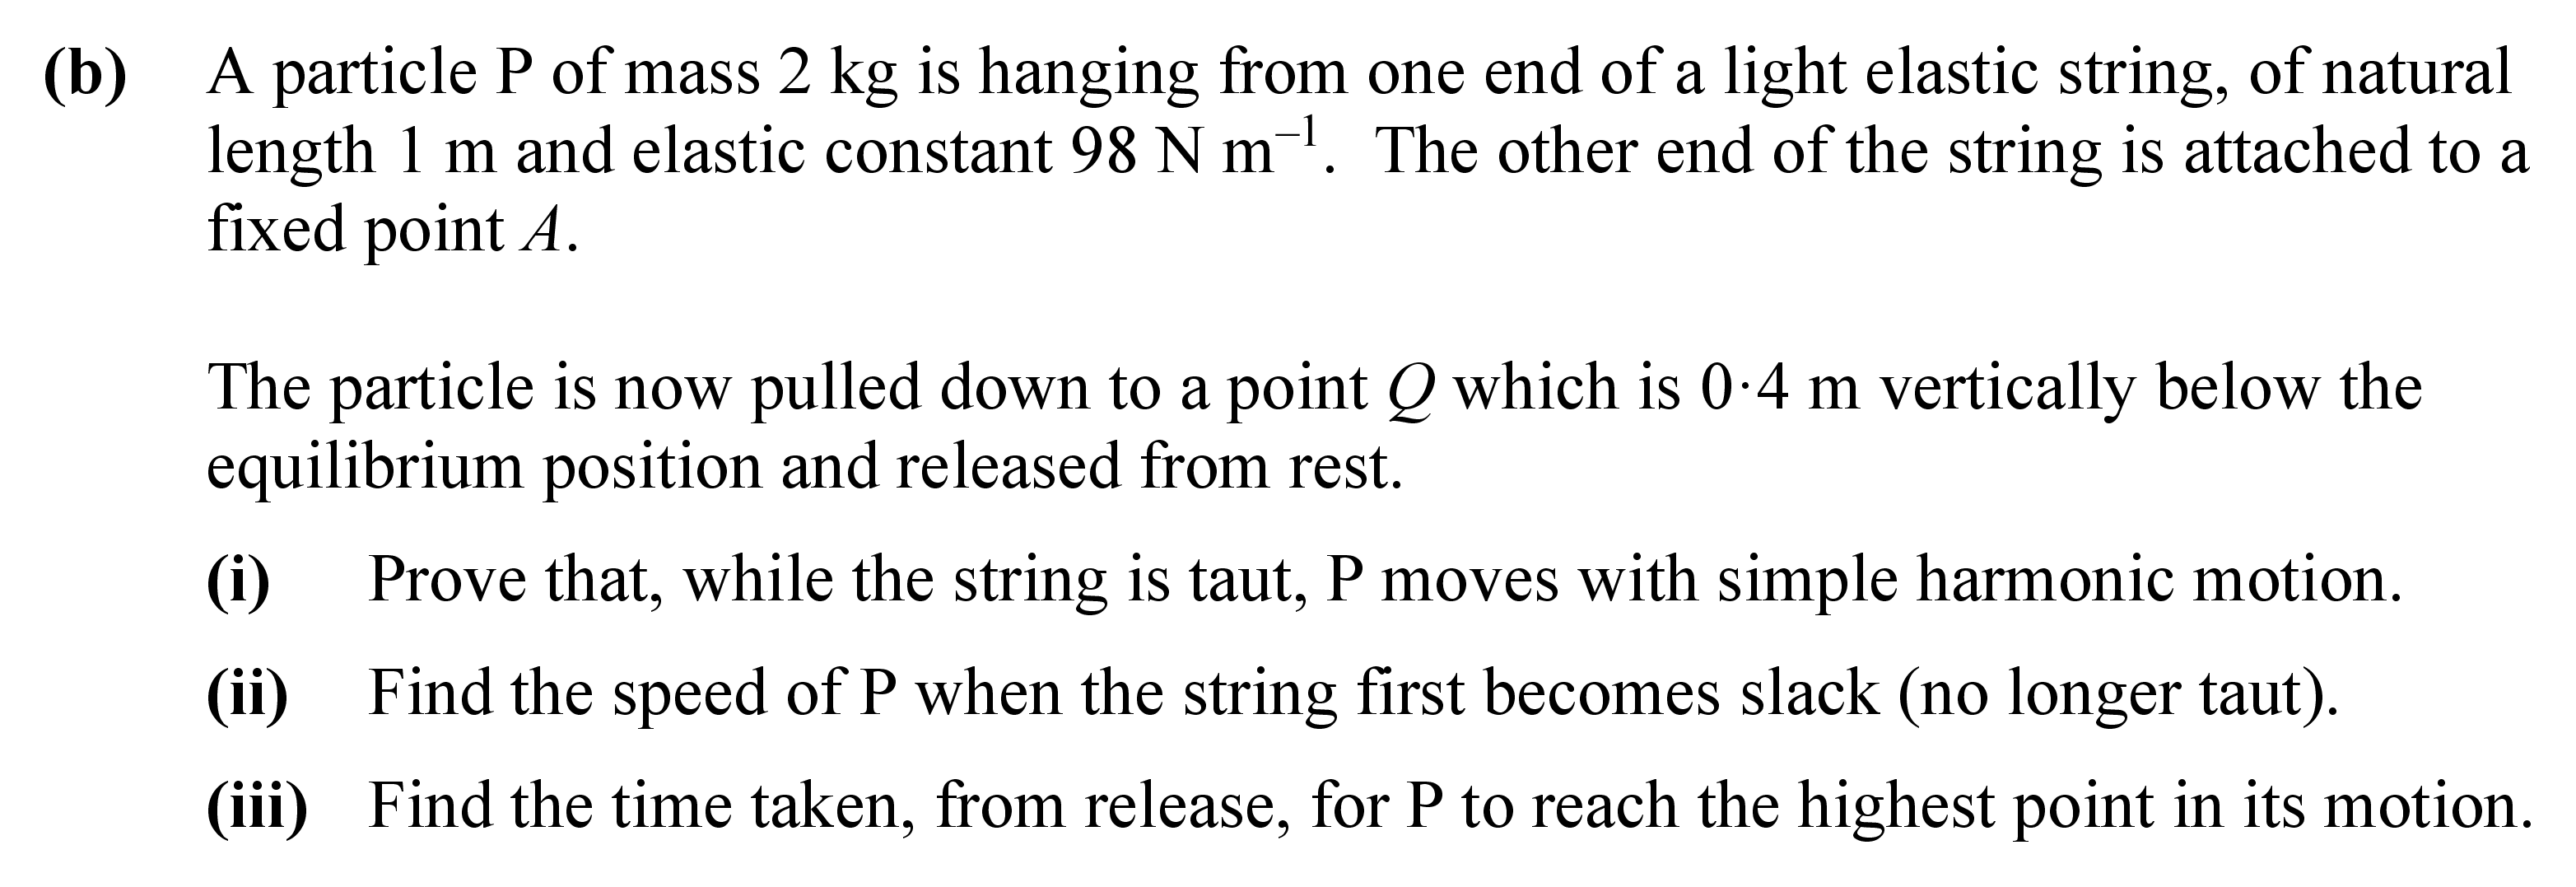 (b) A particle P of mass 2 kg is hanging from one end of a light elastic string, of natural
length 1 m and elastic constant 98 N m⁻¹. The other end of the string is attached to a
fixed point A.
The particle is now pulled down to a point Q which is 0·4 m vertically below the
equilibrium position and released from rest.
(i) Prove that, while the string is taut, P moves with simple harmonic motion.
(ii) Find the speed of P when the string first becomes slack (no longer taut).
(iii) Find the time taken, from release, for P to reach the highest point in its motion.